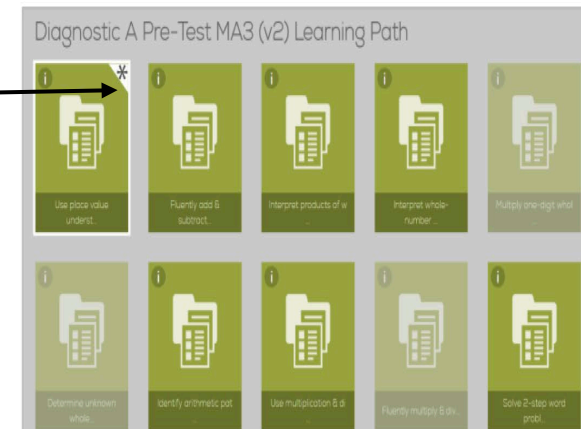 Diagnostic A Pre-Test MA3 (v2) Learning Path
*
i
i
i
i
i
Use place value
underst...
Fluently add &
subtract...
Interpret products of w
...
Interpret whole-
number ...
Multiply one-digit whol
...
i
i
i
i
i
Determine unknown
whole...
Identify arithmetic pat
...
Use multiplication & di
...
Fluently multiply & div...
Solve 2-step word
probl...